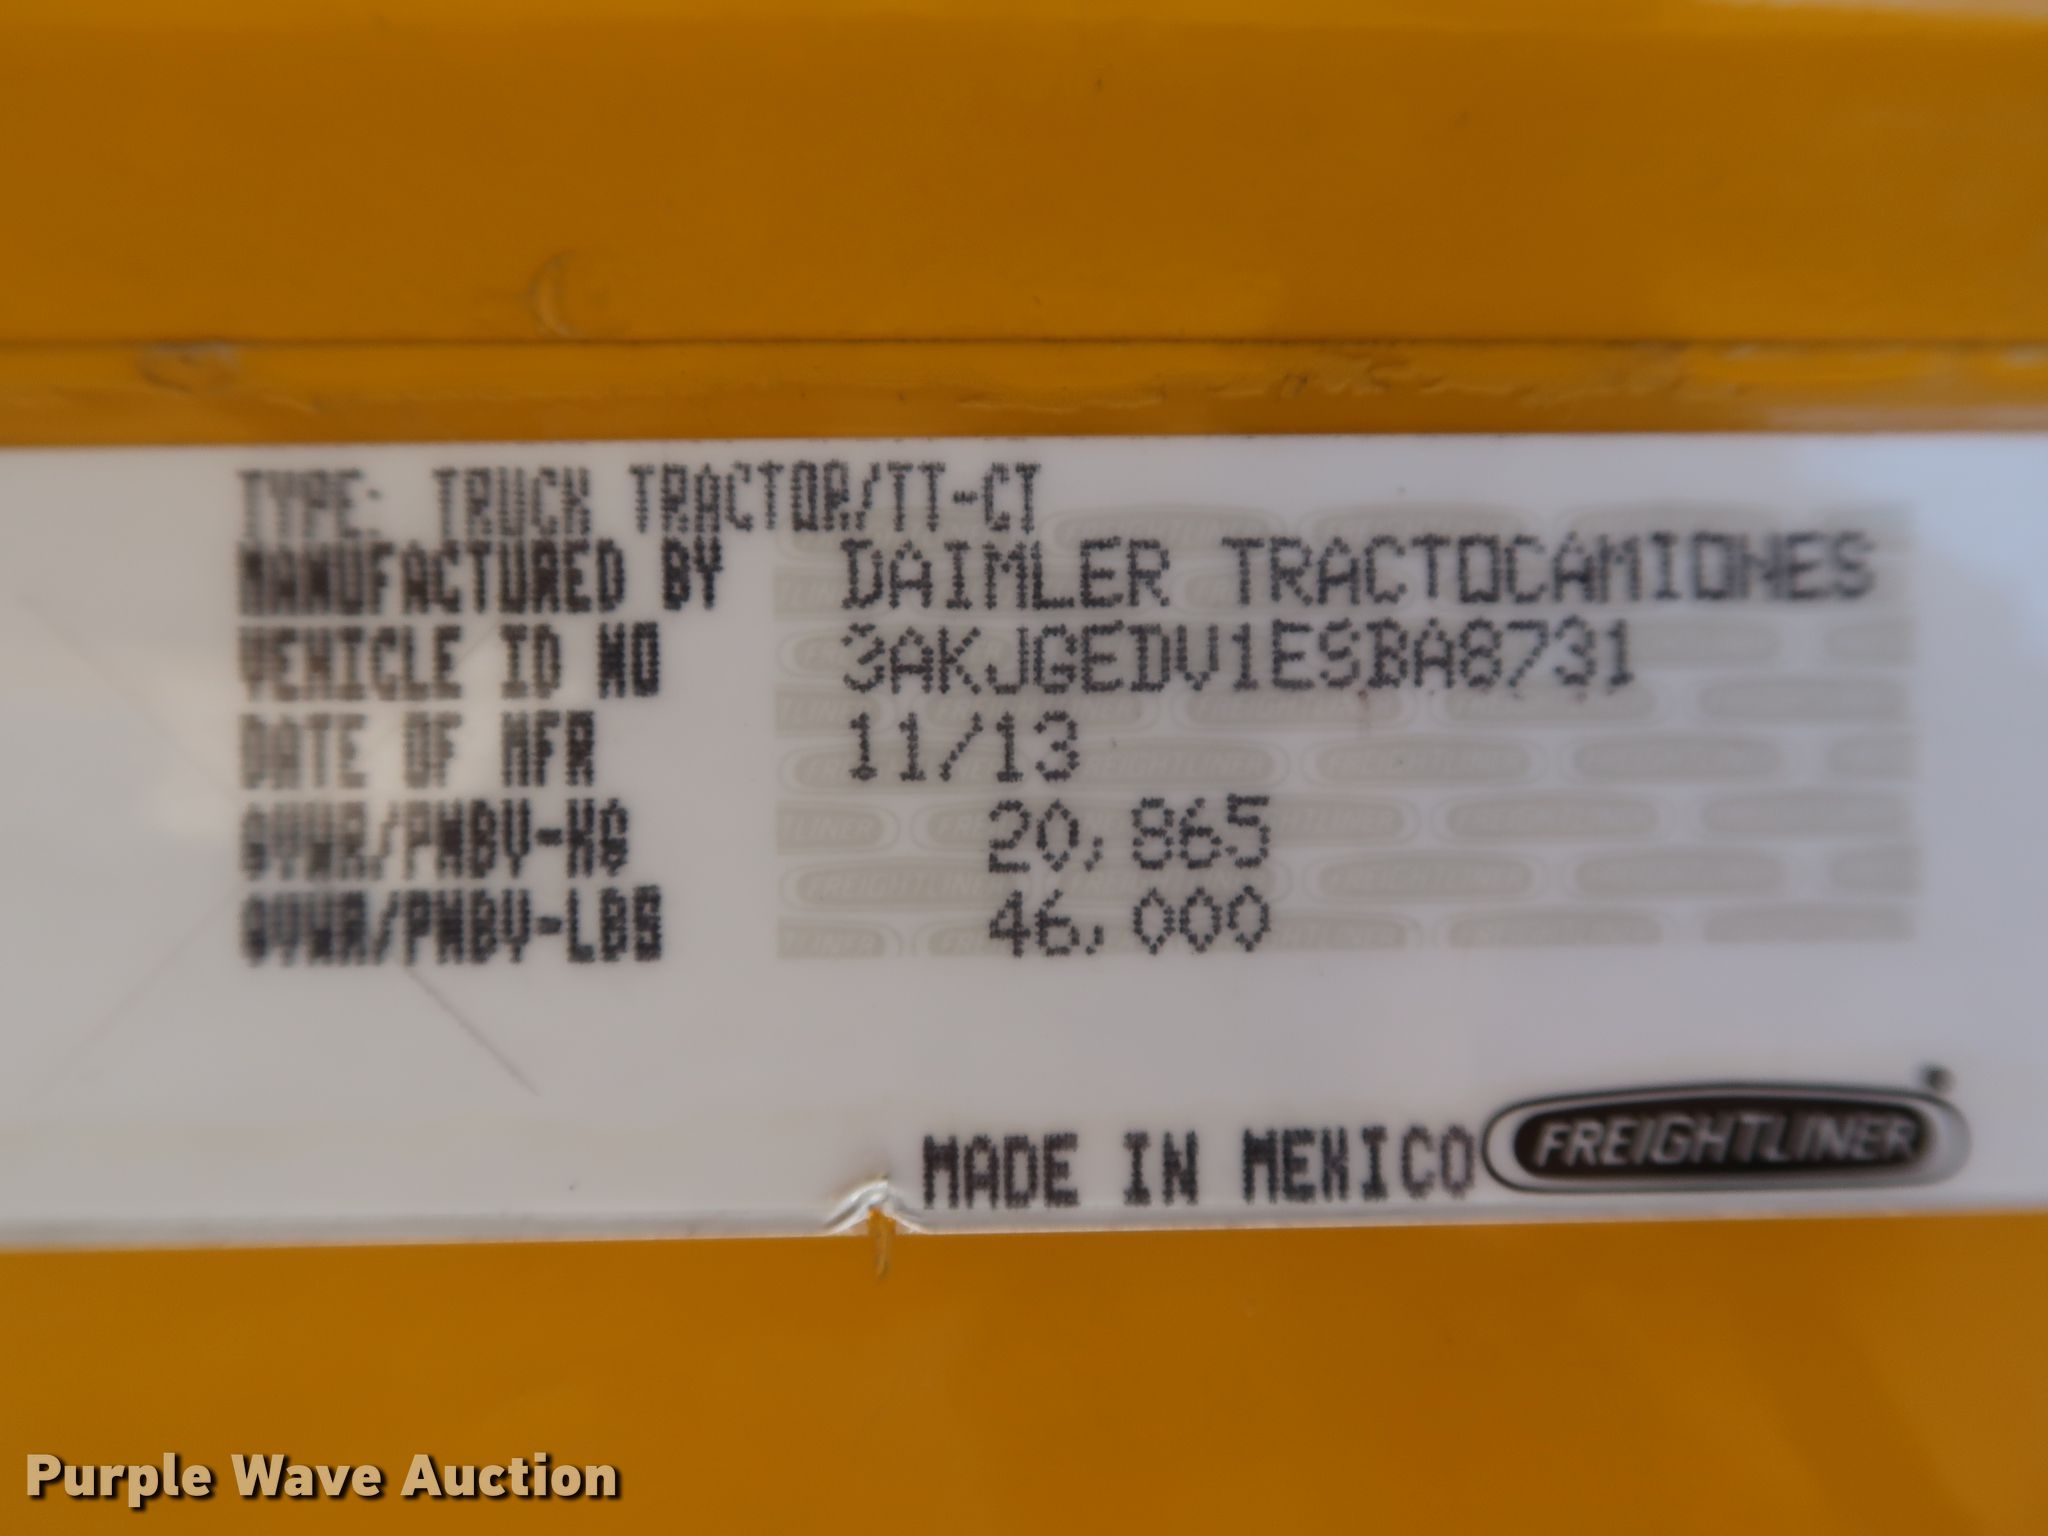 TYPE: TRUCK TRACTOR/TT-CT
MANUFACTURED BY DAIMLER TRACTOCAMIONES
VEHICLE ID NO 3AKJGEDV1ESBA8731
DATE OF MFR 11/13
GVWR/PNBV-KG 20,865
GVWR/PNBV-LBS 46,000
MADE IN MEXICO FREIGHTLINER
Purple Wave Auction